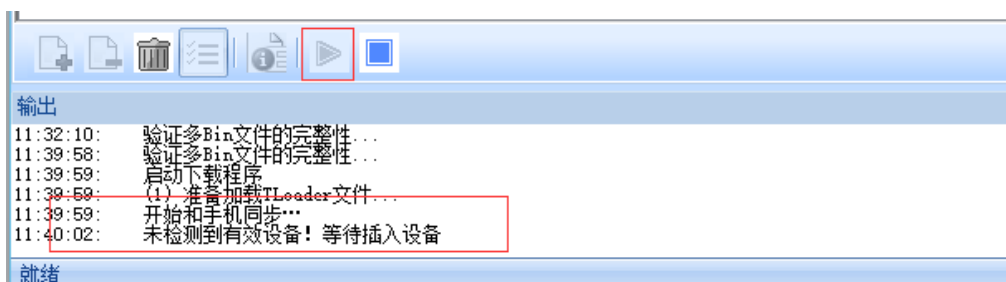 输出
11:32:10: 验证多Bin文件的完整性...
11:39:58: 验证多Bin文件的完整性...
11:39:59: 启动下载程序
11:39:59: (1) 准备加载TLoader文件...
11:39:59: 开始和手机同步…
11:40:02: 未检测到有效设备！等待插入设备
就绪